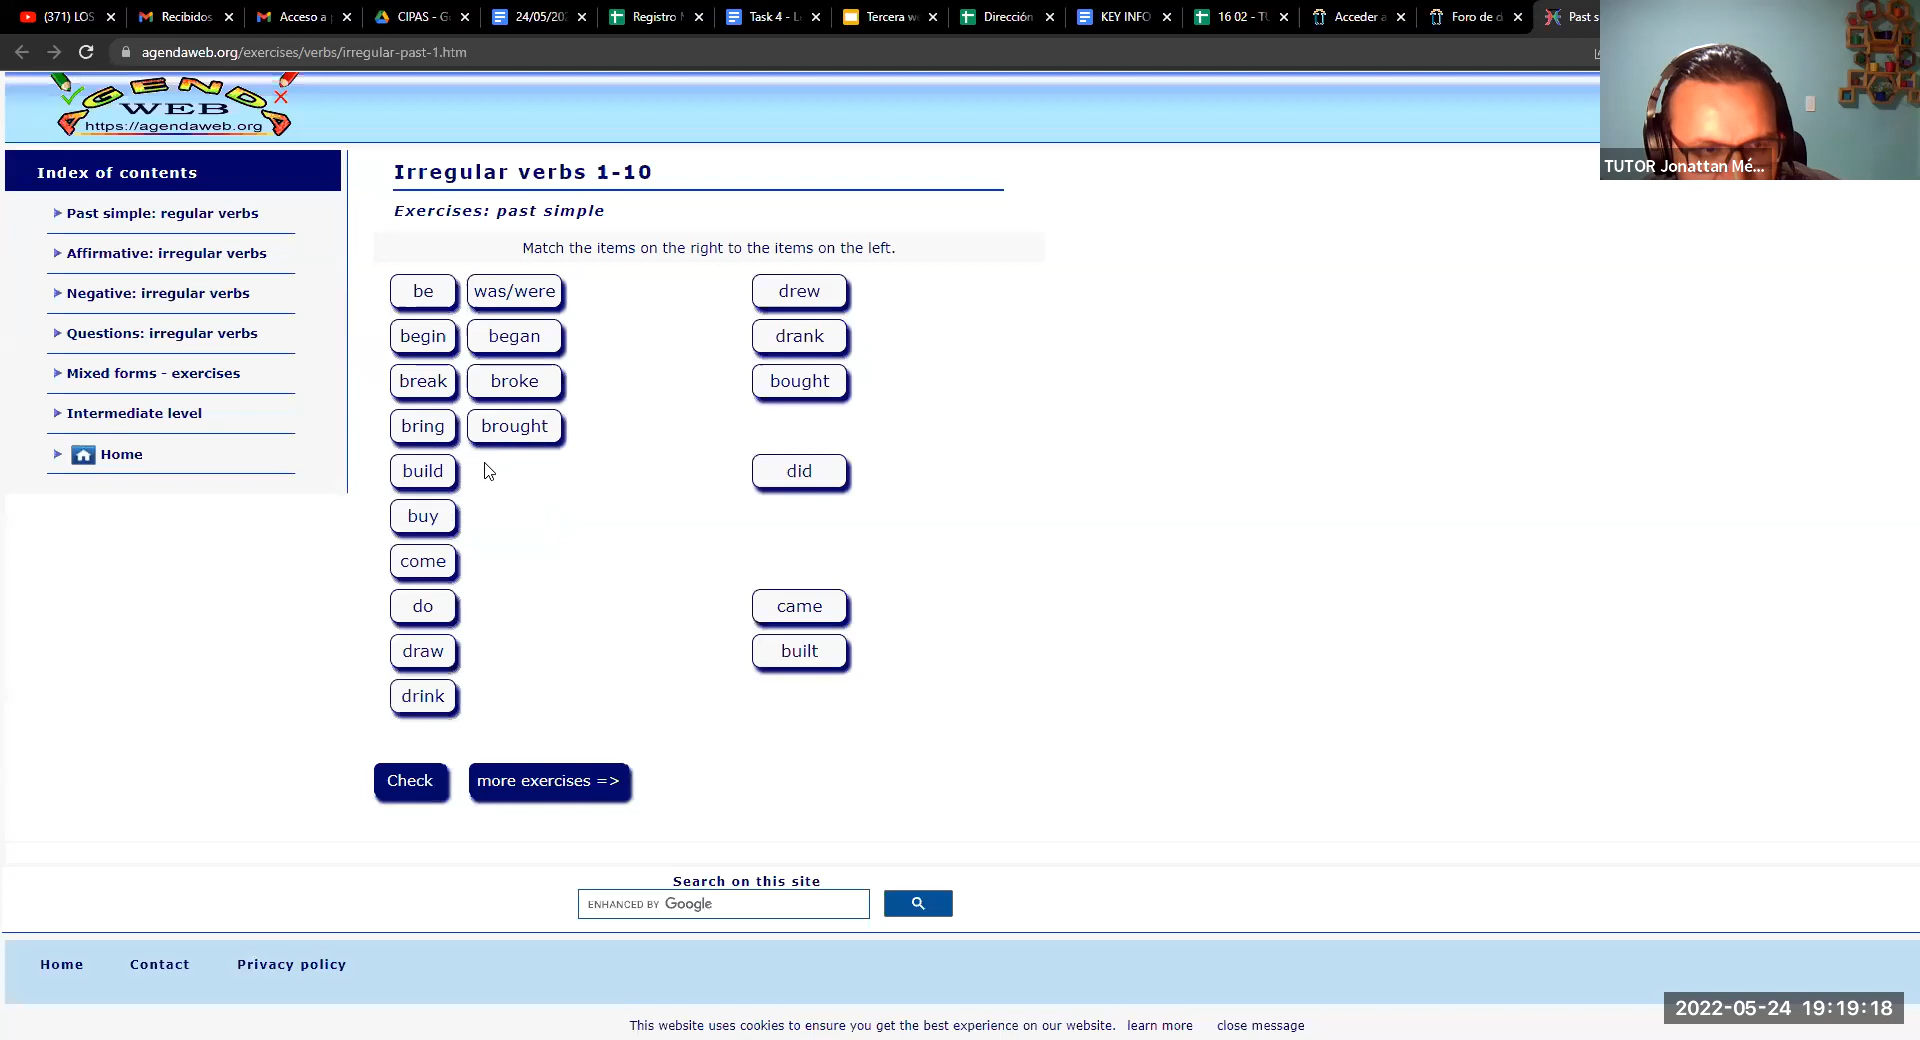 (371) LOS
Recibidos
Acceso a
CIPAS - G
24/05/202
Registro
Task 4 - L
Tercera w
Dirección
KEY INFO
16 02 - T
Acceder a
Foro de d
Past s
agendaweb.org/exercises/verbs/irregular-past-1.htm
AGENDA
WEB
https://agendaweb.org
TUTOR Jonattan Mé...
Index of contents
Past simple: regular verbs
Affirmative: irregular verbs
Negative: irregular verbs
Questions: irregular verbs
Mixed forms - exercises
Intermediate level
Home
Irregular verbs 1-10
Exercises: past simple
Match the items on the right to the items on the left.
be was/were drew
begin began drank
break broke bought
bring brought
build did
buy
come
do came
draw built
drink
Check more exercises =>
Search on this site
ENHANCED BY Google
Home Contact Privacy policy
2022-05-24 19:19:18
This website uses cookies to ensure you get the best experience on our website. learn more close message